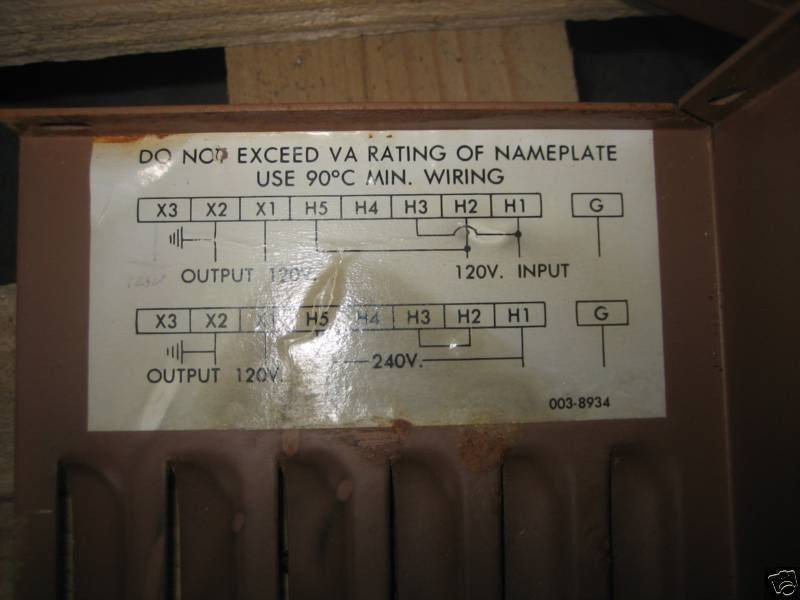 DO NOT EXCEED VA RATING OF NAMEPLATE
USE 90°C MIN. WIRING
X3 X2 X1 H5 H4 H3 H2 H1 G
OUTPUT 120V. 120V. INPUT
X3 X2 X1 H5 H4 H3 H2 H1 G
240V.
OUTPUT 120V.
003-8934